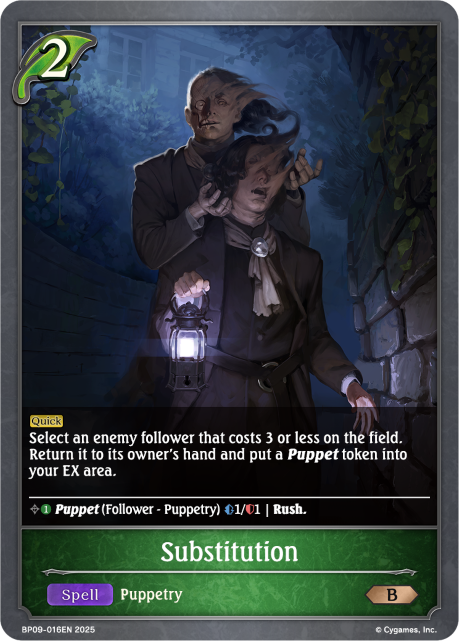 2
Quick
Select an enemy follower that costs 3 or less on the field.
Return it to its owner's hand and put a Puppet token into
your EX area.
1 Puppet (Follower - Puppetry) 1/1 | Rush.
Substitution
Spell Puppetry B
BP09-016EN 2025 © Cygames, Inc.